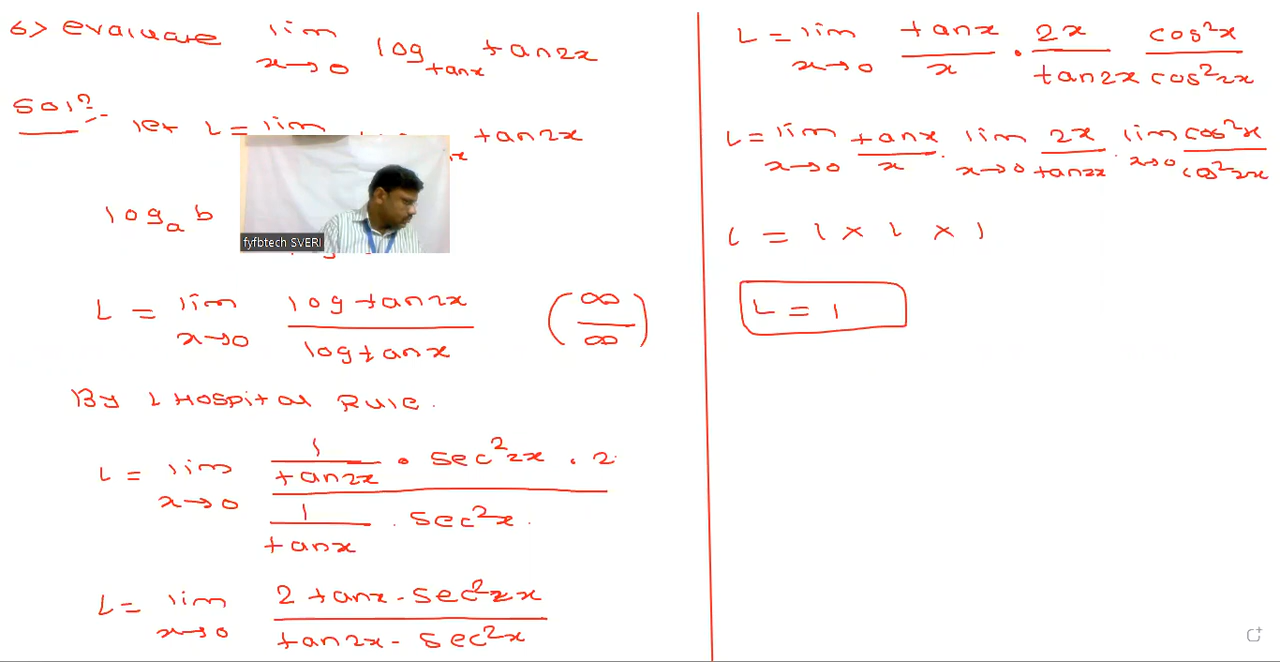 6> evaluate lim x→0 log tanx tan2x
Sol? :- let L = lim tan2x
log a b
L = lim x→0 log tan2x / log tanx (∞/∞)
By L Hospital Rule.
L = lim x→0 1/tan2x · sec²2x · 2 / 1/tanx · sec²x.
L = lim x→0 2 tanx - sec²2x / tan2x - sec²x
fyfbtech SVERI
L = lim x→0 tanx/x · 2x/tan2x cos²x/cos²2x
L = lim x→0 tanx/x · lim x→0 2x/tan2x · lim x→0 cos²x/cos²2x
L = 1 × 1 × 1
L = 1